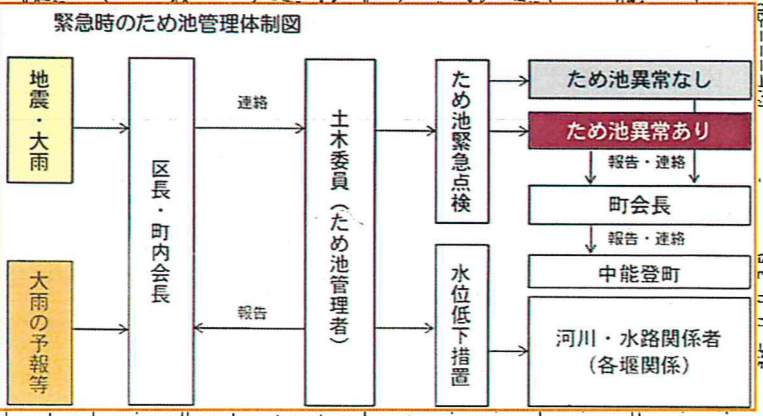 緊急時のため池管理体制図
地震・大雨
大雨の予報等
区長・町内会長
連絡
報告
土木委員（ため池管理者）
ため池緊急点検
水位低下措置
ため池異常なし
ため池異常あり
報告・連絡
町会長
報告・連絡
中能登町
河川・水路関係者
（各堰関係）